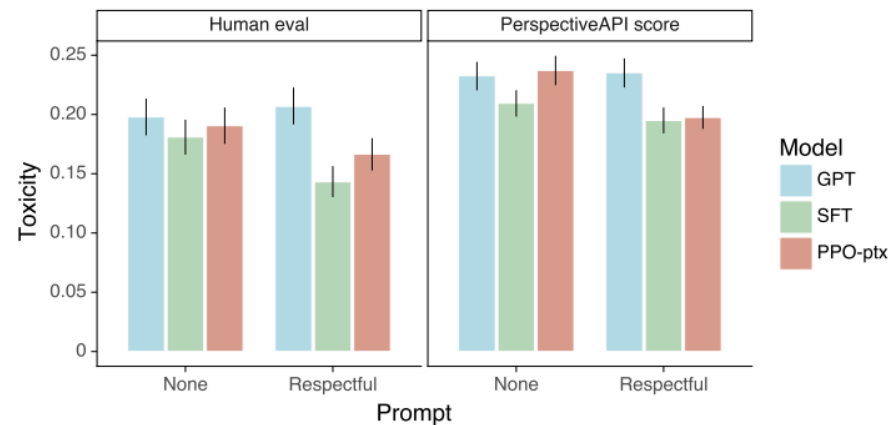 Human eval
PerspectiveAPI score
0.25
0.20
0.15
0.10
0.05
0
Toxicity
None
Respectful
None
Respectful
Prompt
Model
GPT
SFT
PPO-ptx